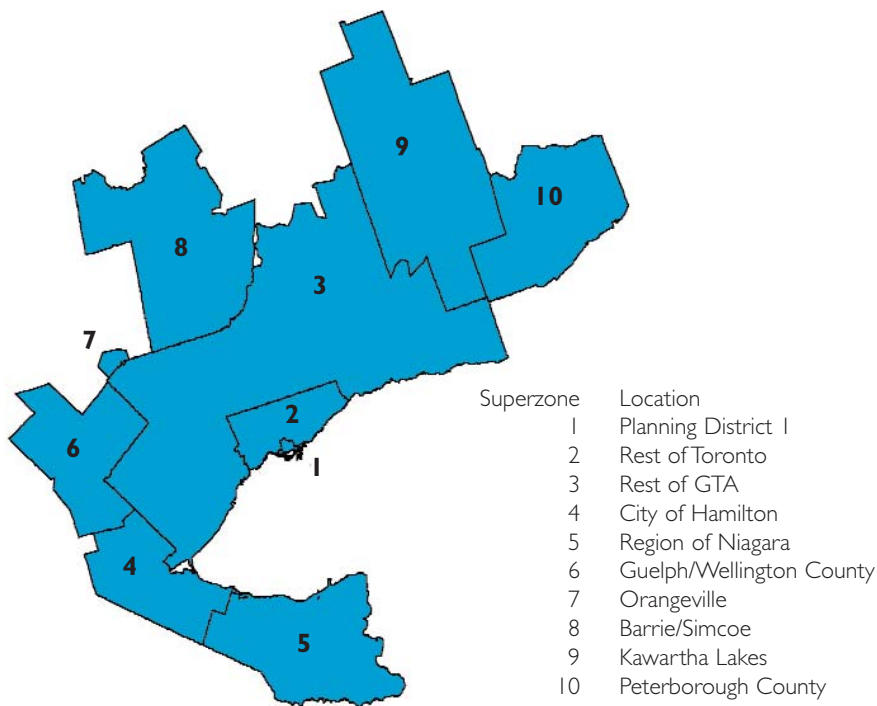 9
10
8
3
7
2
6
1
4
5
Superzone Location
1 Planning District 1
2 Rest of Toronto
3 Rest of GTA
4 City of Hamilton
5 Region of Niagara
6 Guelph/Wellington County
7 Orangeville
8 Barrie/Simcoe
9 Kawartha Lakes
10 Peterborough County